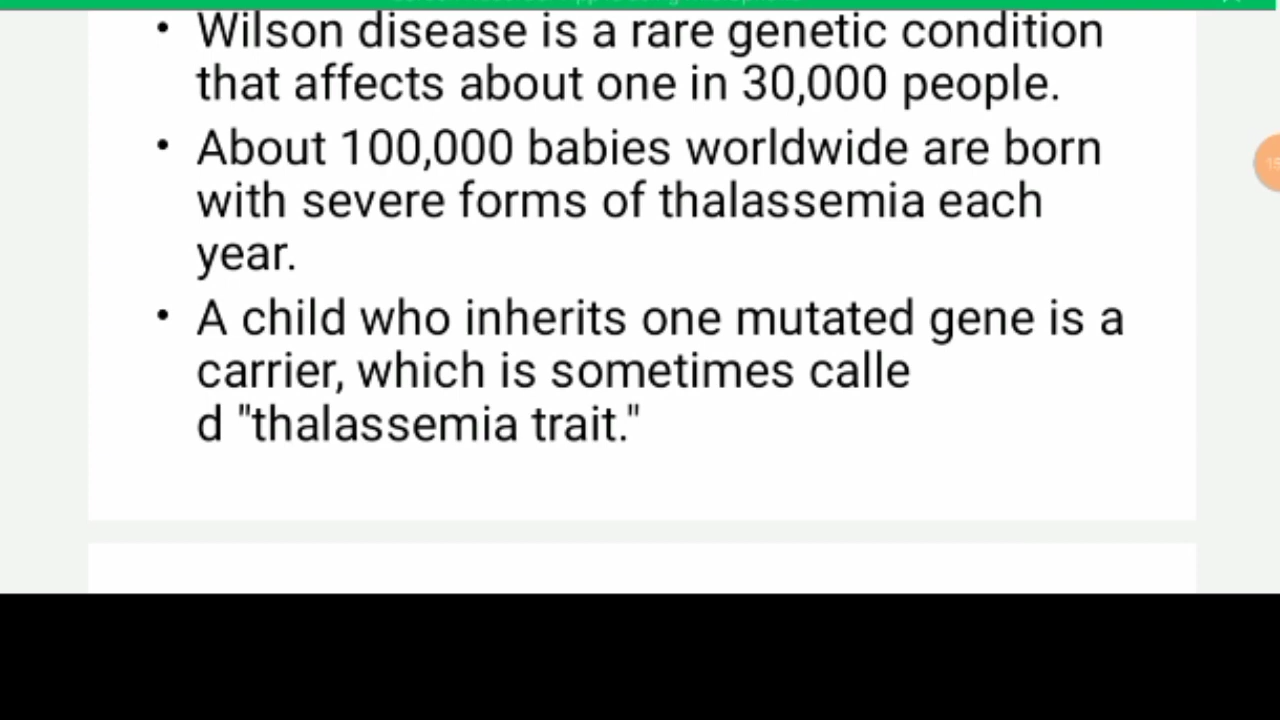 • Wilson disease is a rare genetic condition
that affects about one in 30,000 people.
• About 100,000 babies worldwide are born
with severe forms of thalassemia each
year.
• A child who inherits one mutated gene is a
carrier, which is sometimes calle
d "thalassemia trait."
15